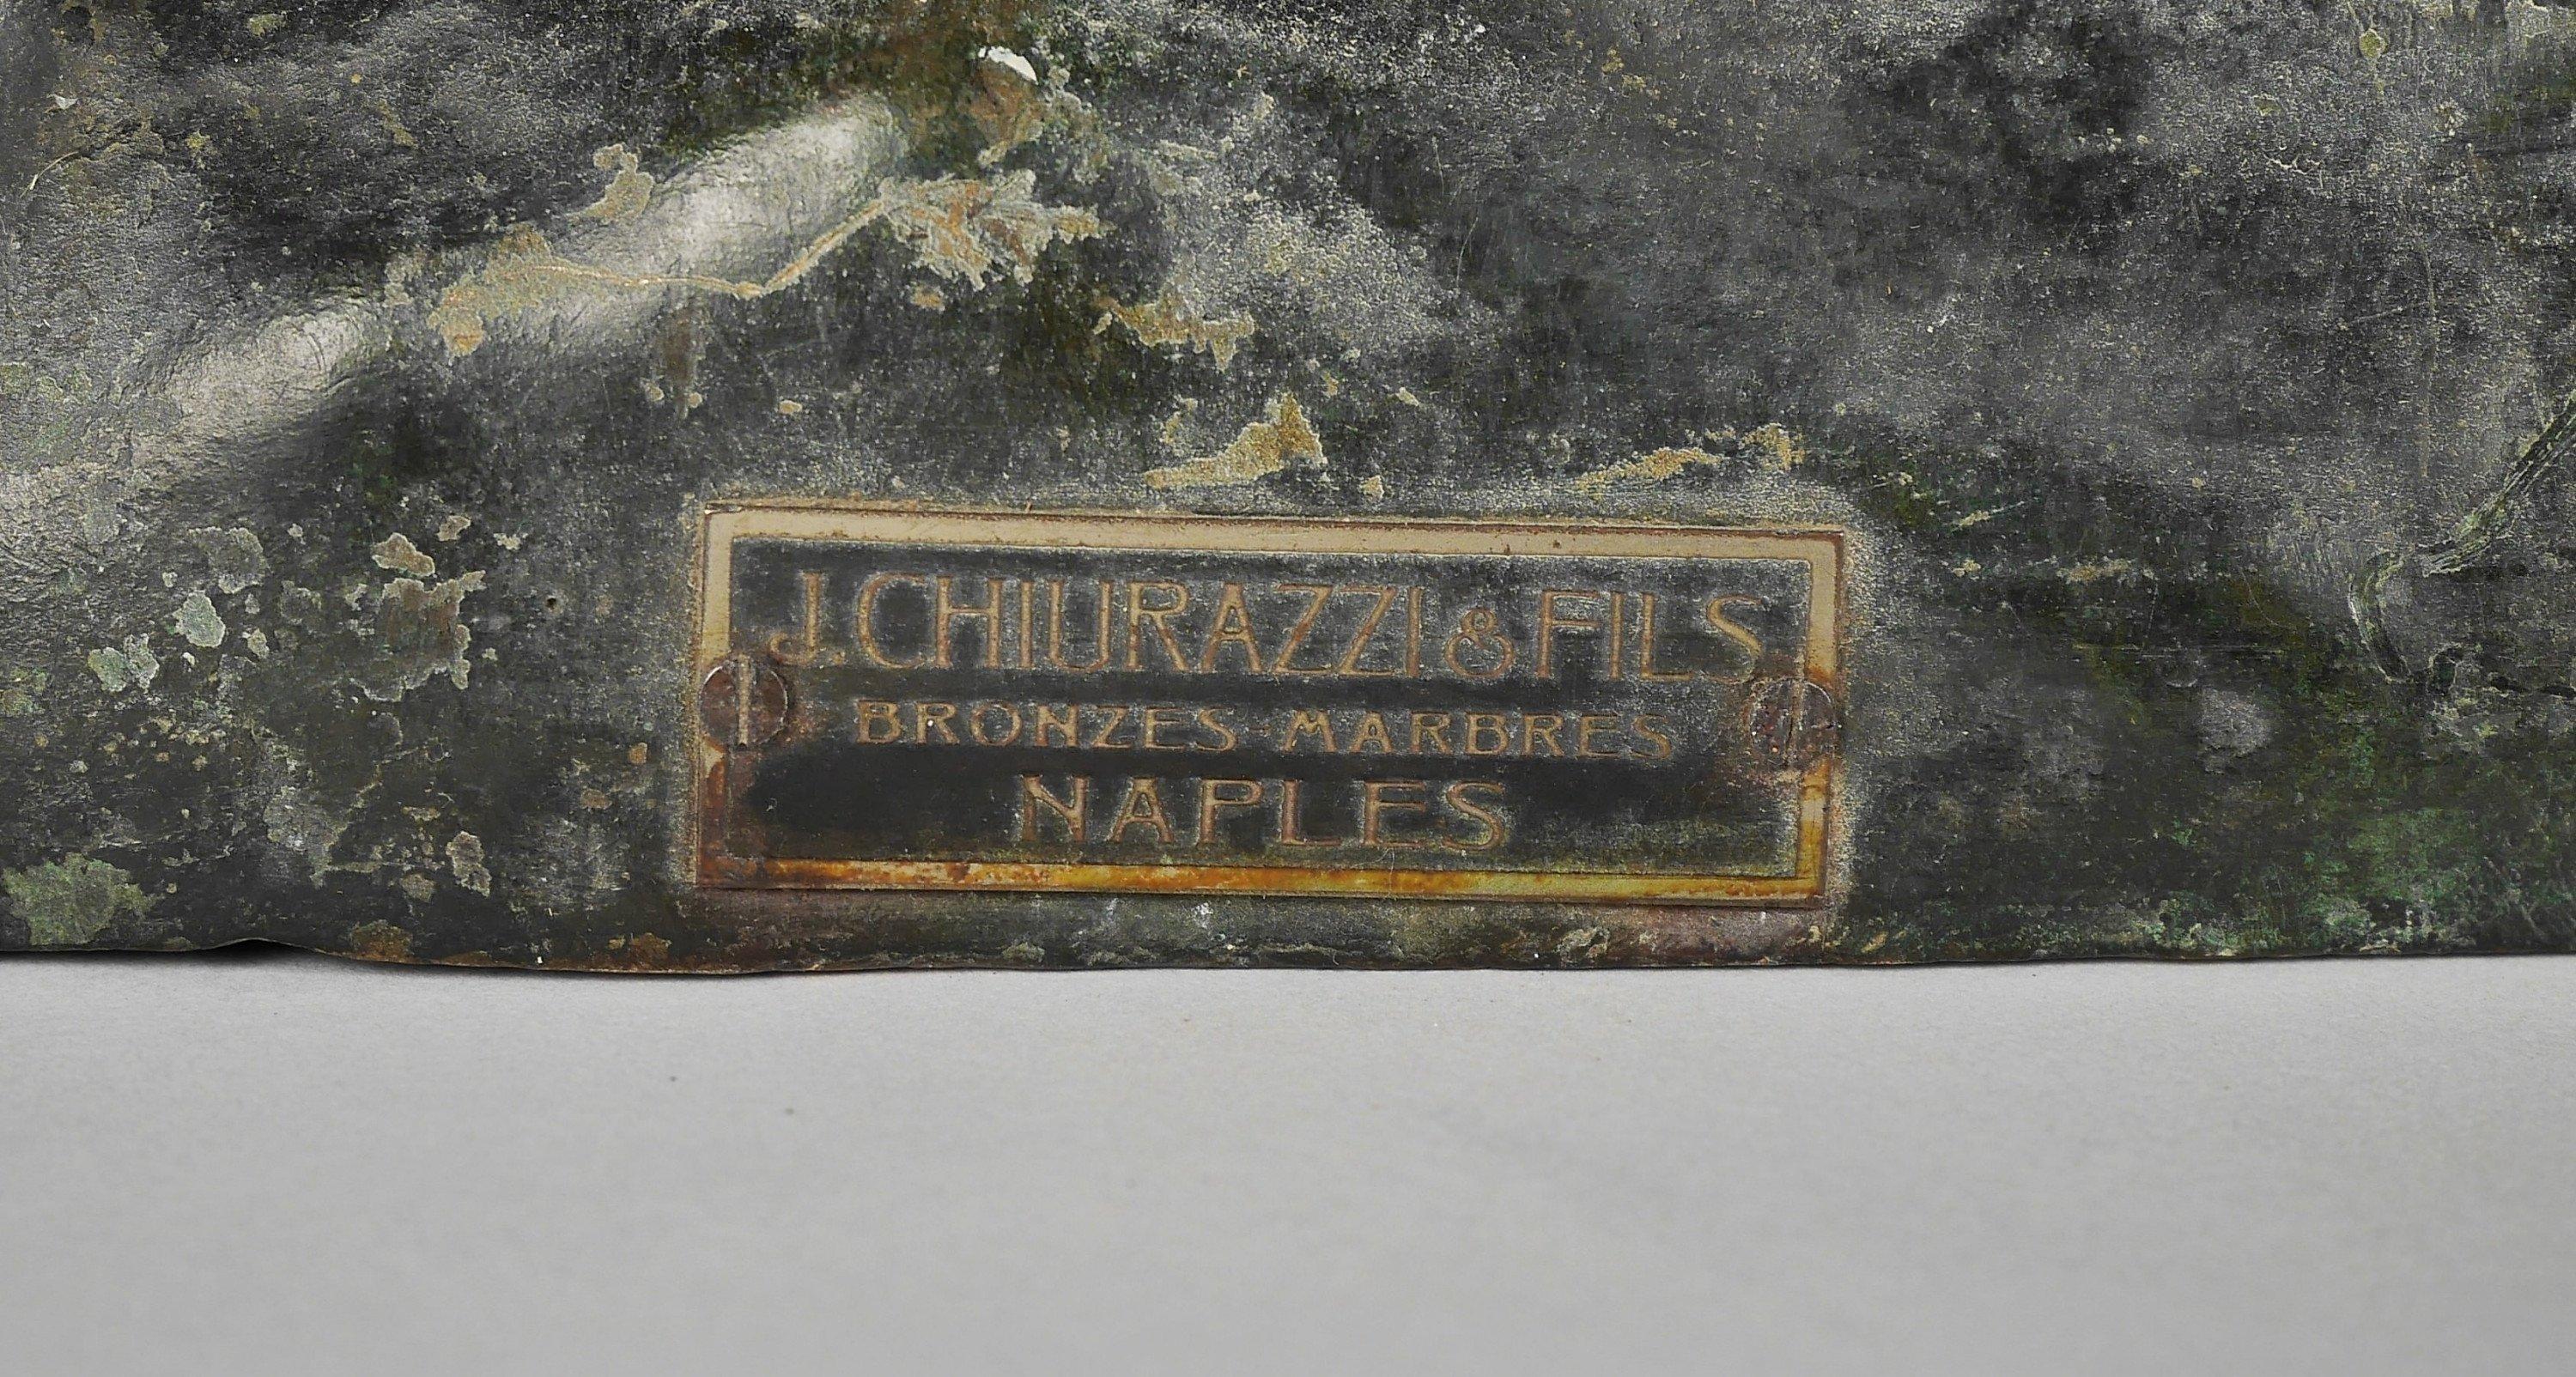 J. CHIURAZZI & FILS
BRONZES-MARBRES
NAPLES